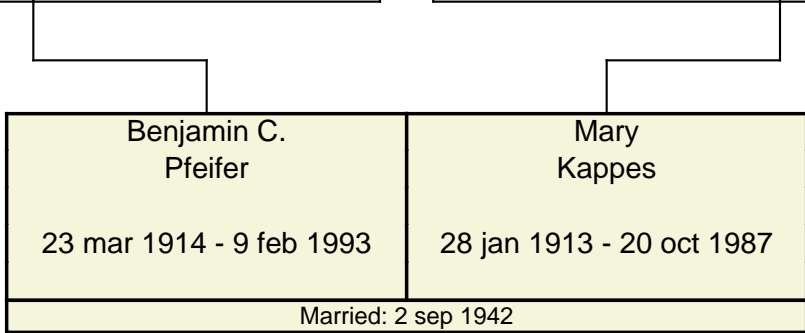 Benjamin C.
Pfeifer
23 mar 1914 - 9 feb 1993
Mary
Kappes
28 jan 1913 - 20 oct 1987
Married: 2 sep 1942